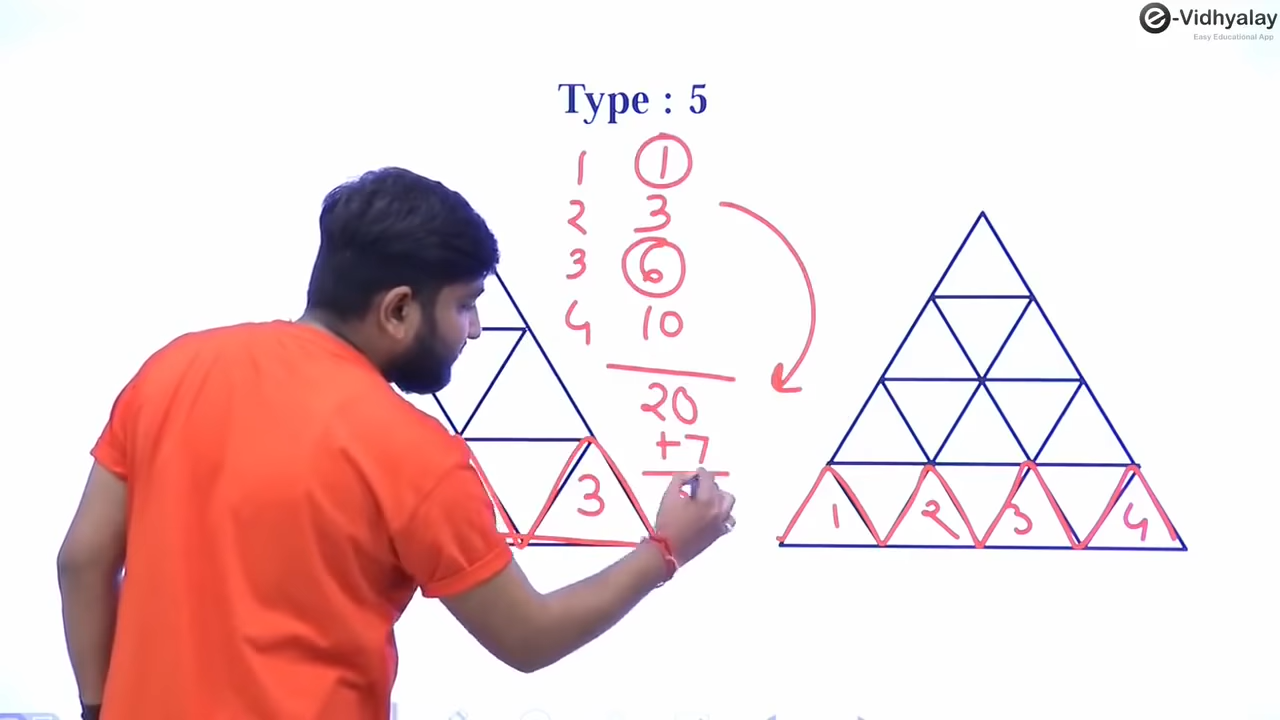 e-Vidhyalay
Easy Educational App
Type : 5
1 1
2 3
3 6
4 10
20
+7
3
1 2 3 4